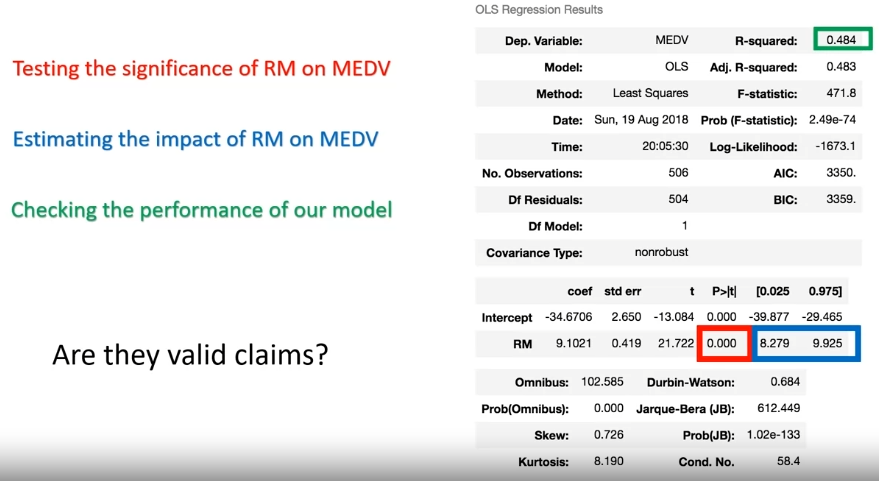 OLS Regression Results
Testing the significance of RM on MEDV
Estimating the impact of RM on MEDV
Checking the performance of our model
Are they valid claims?
Dep. Variable: MEDV R-squared: 0.484
Model: OLS Adj. R-squared: 0.483
Method: Least Squares F-statistic: 471.8
Date: Sun, 19 Aug 2018 Prob (F-statistic): 2.49e-74
Time: 20:05:30 Log-Likelihood: -1673.1
No. Observations: 506 AIC: 3350.
Df Residuals: 504 BIC: 3359.
Df Model: 1
Covariance Type: nonrobust
coef std err t P>|t| [0.025 0.975]
Intercept -34.6706 2.650 -13.084 0.000 -39.877 -29.465
RM 9.1021 0.419 21.722 0.000 8.279 9.925
Omnibus: 102.585 Durbin-Watson: 0.684
Prob(Omnibus): 0.000 Jarque-Bera (JB): 612.449
Skew: 0.726 Prob(JB): 1.02e-133
Kurtosis: 8.190 Cond. No. 58.4